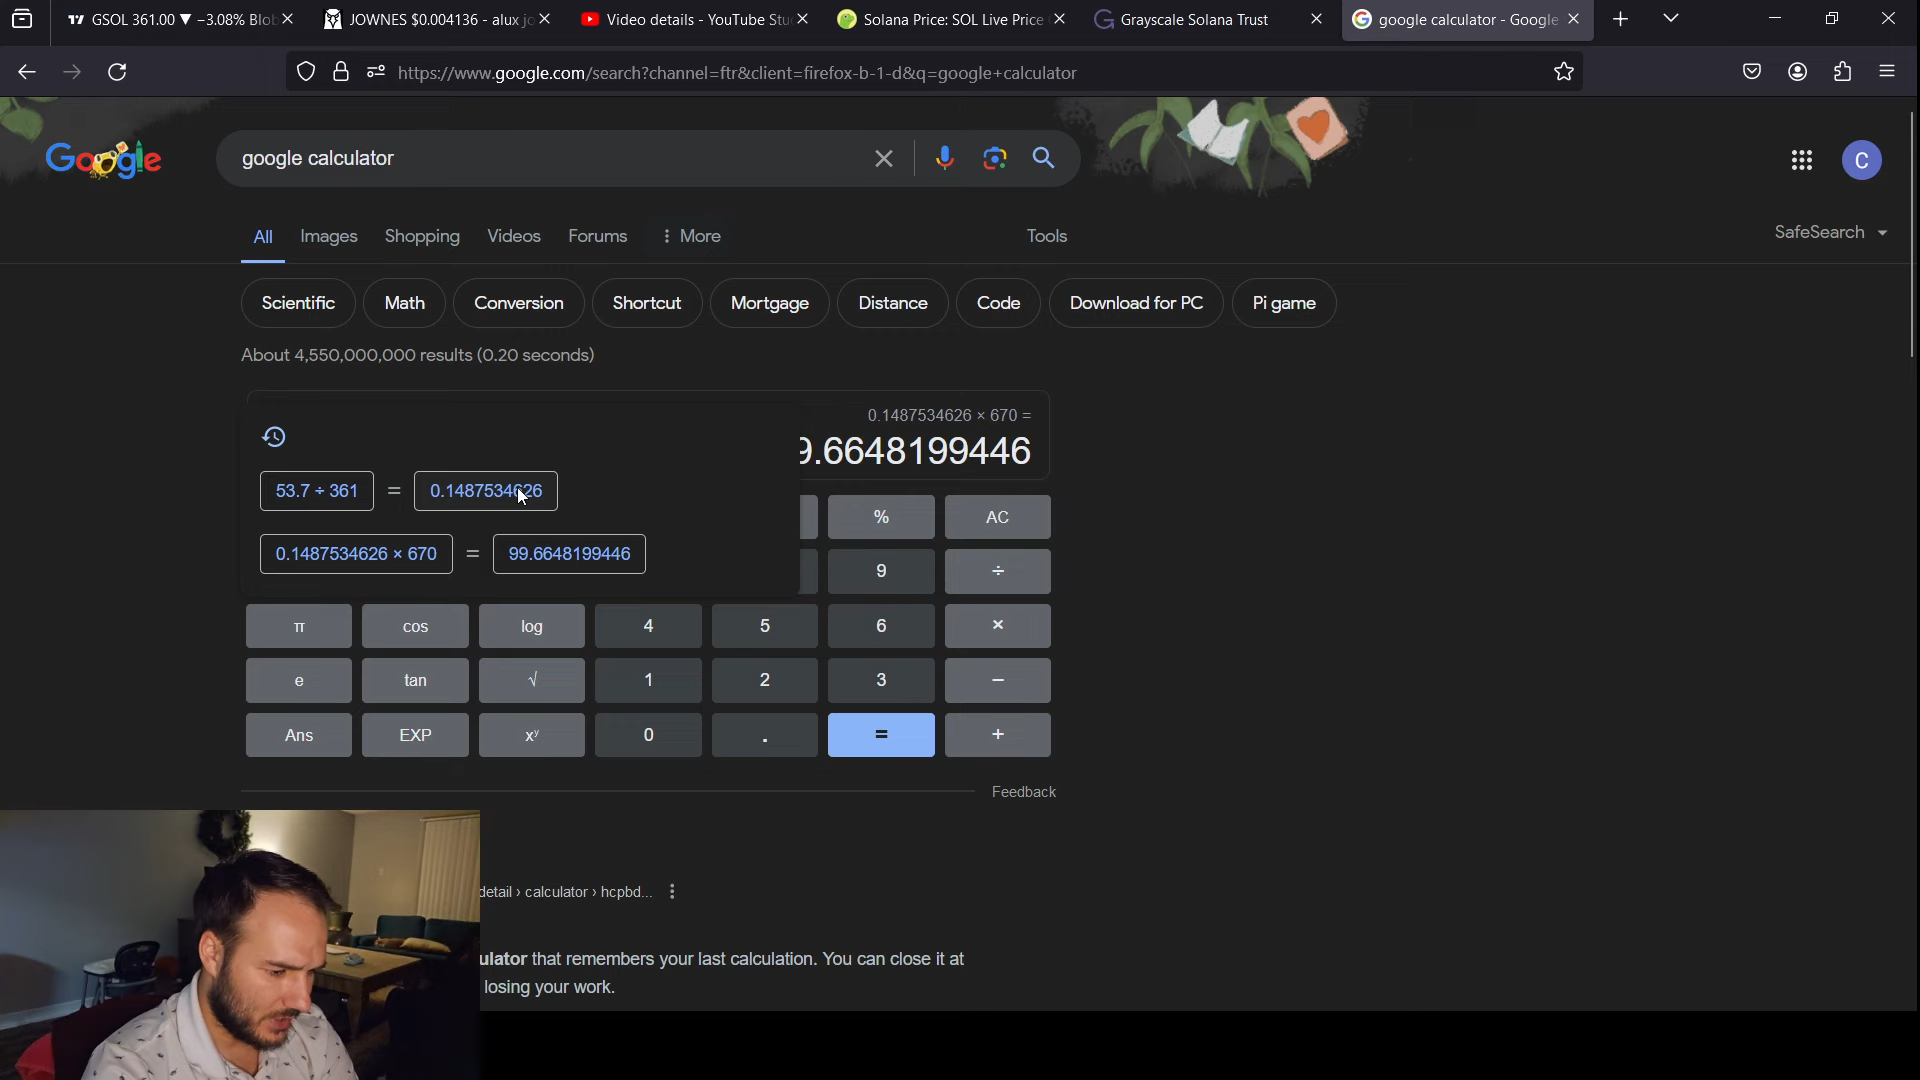 GSOL 361.00 ▼ −3.08% Blob
JOWNES $0.004136 - alux jo
Video details - YouTube Stu
Solana Price: SOL Live Price
Grayscale Solana Trust
google calculator - Google
https://www.google.com/search?channel=ftr&client=firefox-b-1-d&q=google+calculator
Google
google calculator
C
All Images Shopping Videos Forums More Tools
SafeSearch
Scientific Math Conversion Shortcut Mortgage Distance Code Download for PC Pi game
About 4,550,000,000 results (0.20 seconds)
0.1487534626 × 670 =
9.6648199446
53.7 ÷ 361 = 0.1487534626
0.1487534626 × 670 = 99.6648199446
% AC
9 ÷
π cos log 4 5 6 ×
e tan √ 1 2 3 −
Ans EXP xʸ 0 . = +
Feedback
detail › calculator › hcpbd...
ulator that remembers your last calculation. You can close it at
losing your work.